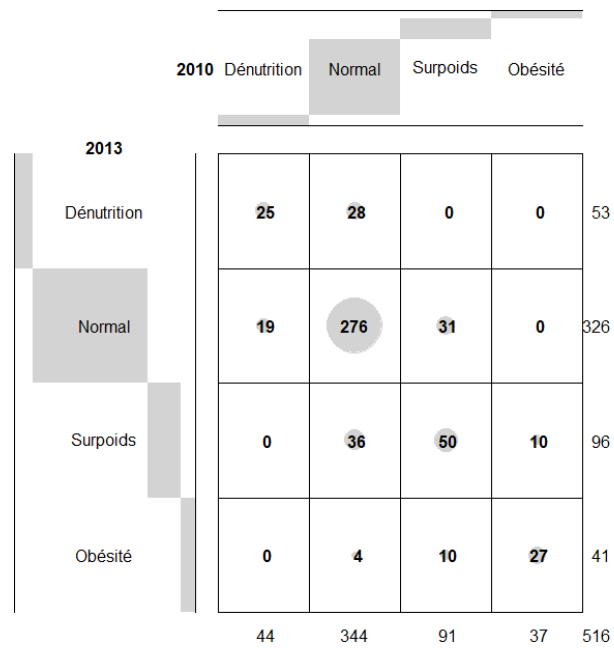 2010 Dénutrition Normal Surpoids Obésité
2013
Dénutrition 25 28 0 0 53
Normal 19 276 31 0 326
Surpoids 0 36 50 10 96
Obésité 0 4 10 27 41
44 344 91 37 516